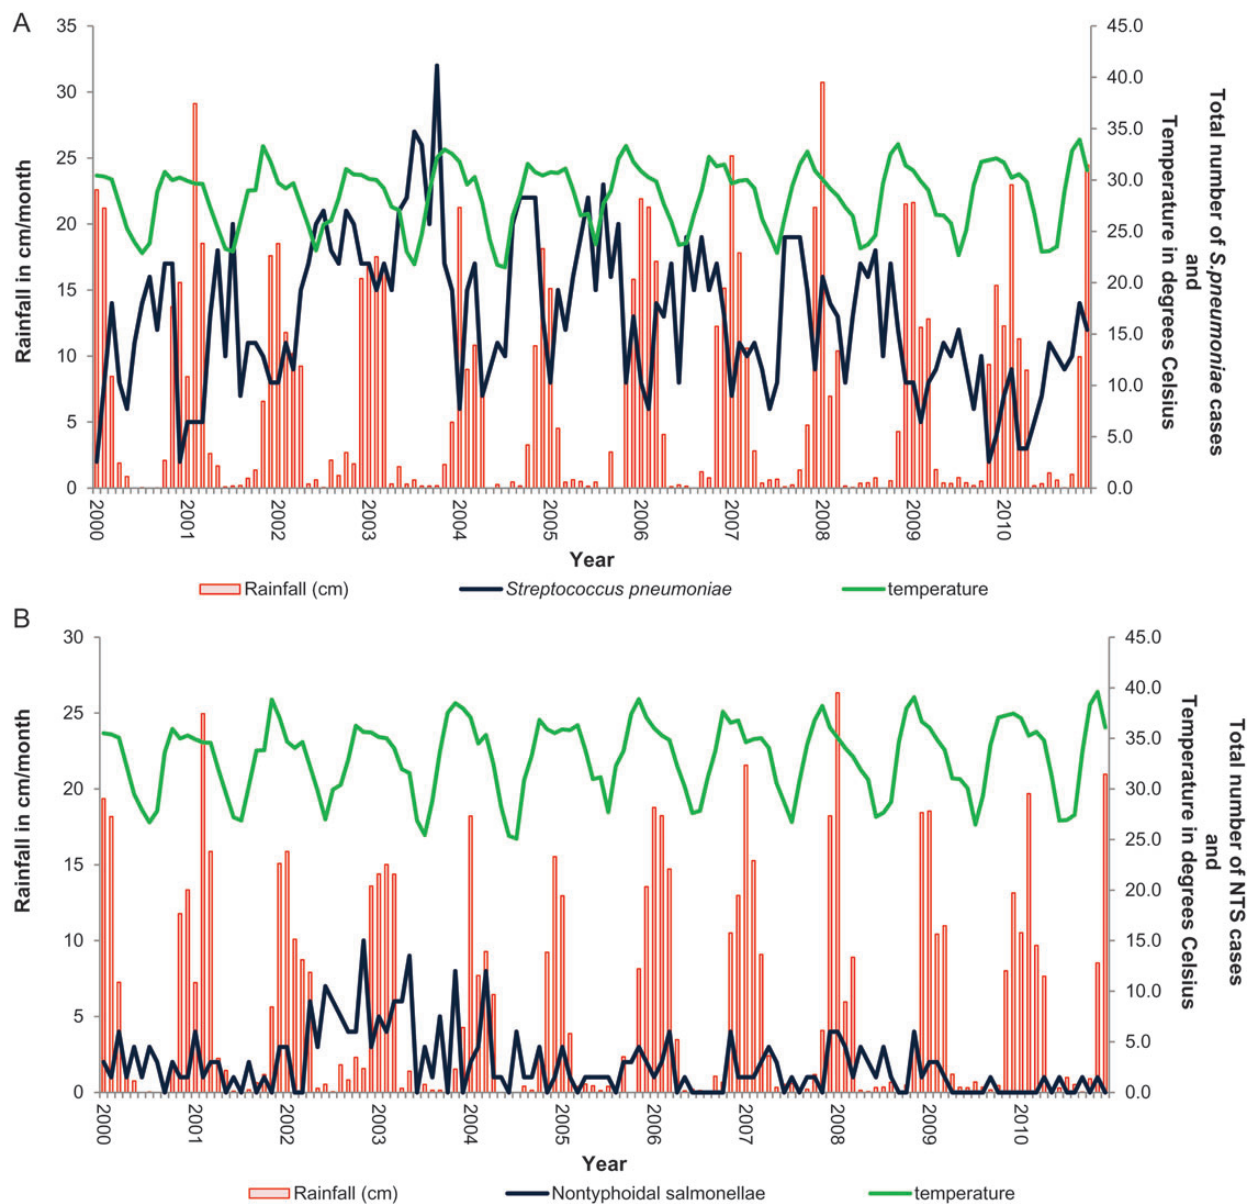 A
35
30
25
20
15
10
5
0
Rainfall in cm/month
45.0
40.0
35.0
30.0
25.0
20.0
15.0
10.0
5.0
0.0
Total number of S.pneumoniae cases
and
Temperature in degrees Celsius
2000 2001 2002 2003 2004 2005 2006 2007 2008 2009 2010
Year
Rainfall (cm) Streptococcus pneumoniae temperature
B
30
25
20
15
10
5
0
Rainfall in cm/month
45.0
40.0
35.0
30.0
25.0
20.0
15.0
10.0
5.0
0.0
Total number of NTS cases
and
Temperature in degrees Celsius
2000 2001 2002 2003 2004 2005 2006 2007 2008 2009 2010
Year
Rainfall (cm) Nontyphoidal salmonellae temperature